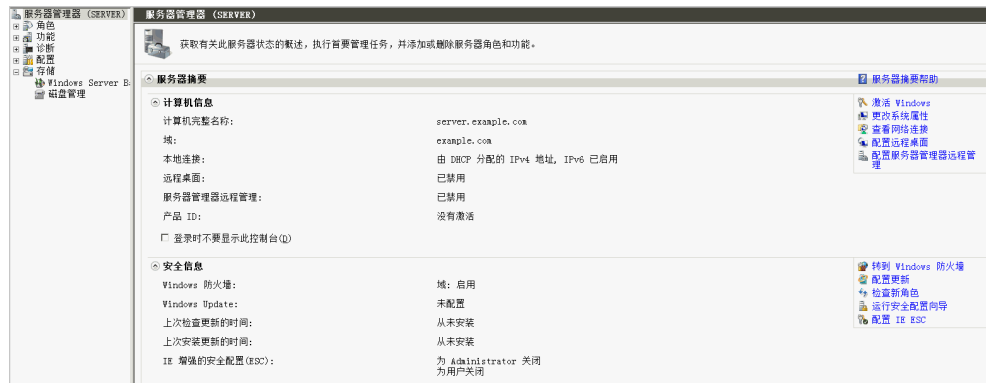 服务器管理器 (SERVER)
角色
功能
诊断
配置
存储
Windows Server B
磁盘管理
服务器管理器 (SERVER)
获取有关此服务器状态的概述，执行首要管理任务，并添加或删除服务器角色和功能。
服务器摘要
服务器摘要帮助
计算机信息
计算机完整名称: server.example.com
域: example.com
本地连接: 由 DHCP 分配的 IPv4 地址, IPv6 已启用
远程桌面: 已禁用
服务器管理器远程管理: 已禁用
产品 ID: 没有激活
登录时不要显示此控制台(D)
激活 Windows
更改系统属性
查看网络连接
配置远程桌面
配置服务器管理器远程管
理
安全信息
Windows 防火墙: 域: 启用
Windows Update: 未配置
上次检查更新的时间: 从未安装
上次安装更新的时间: 从未安装
IE 增强的安全配置(ESC): 为 Administrator 关闭
为用户关闭
转到 Windows 防火墙
配置更新
检查新角色
运行安全配置向导
配置 IE ESC